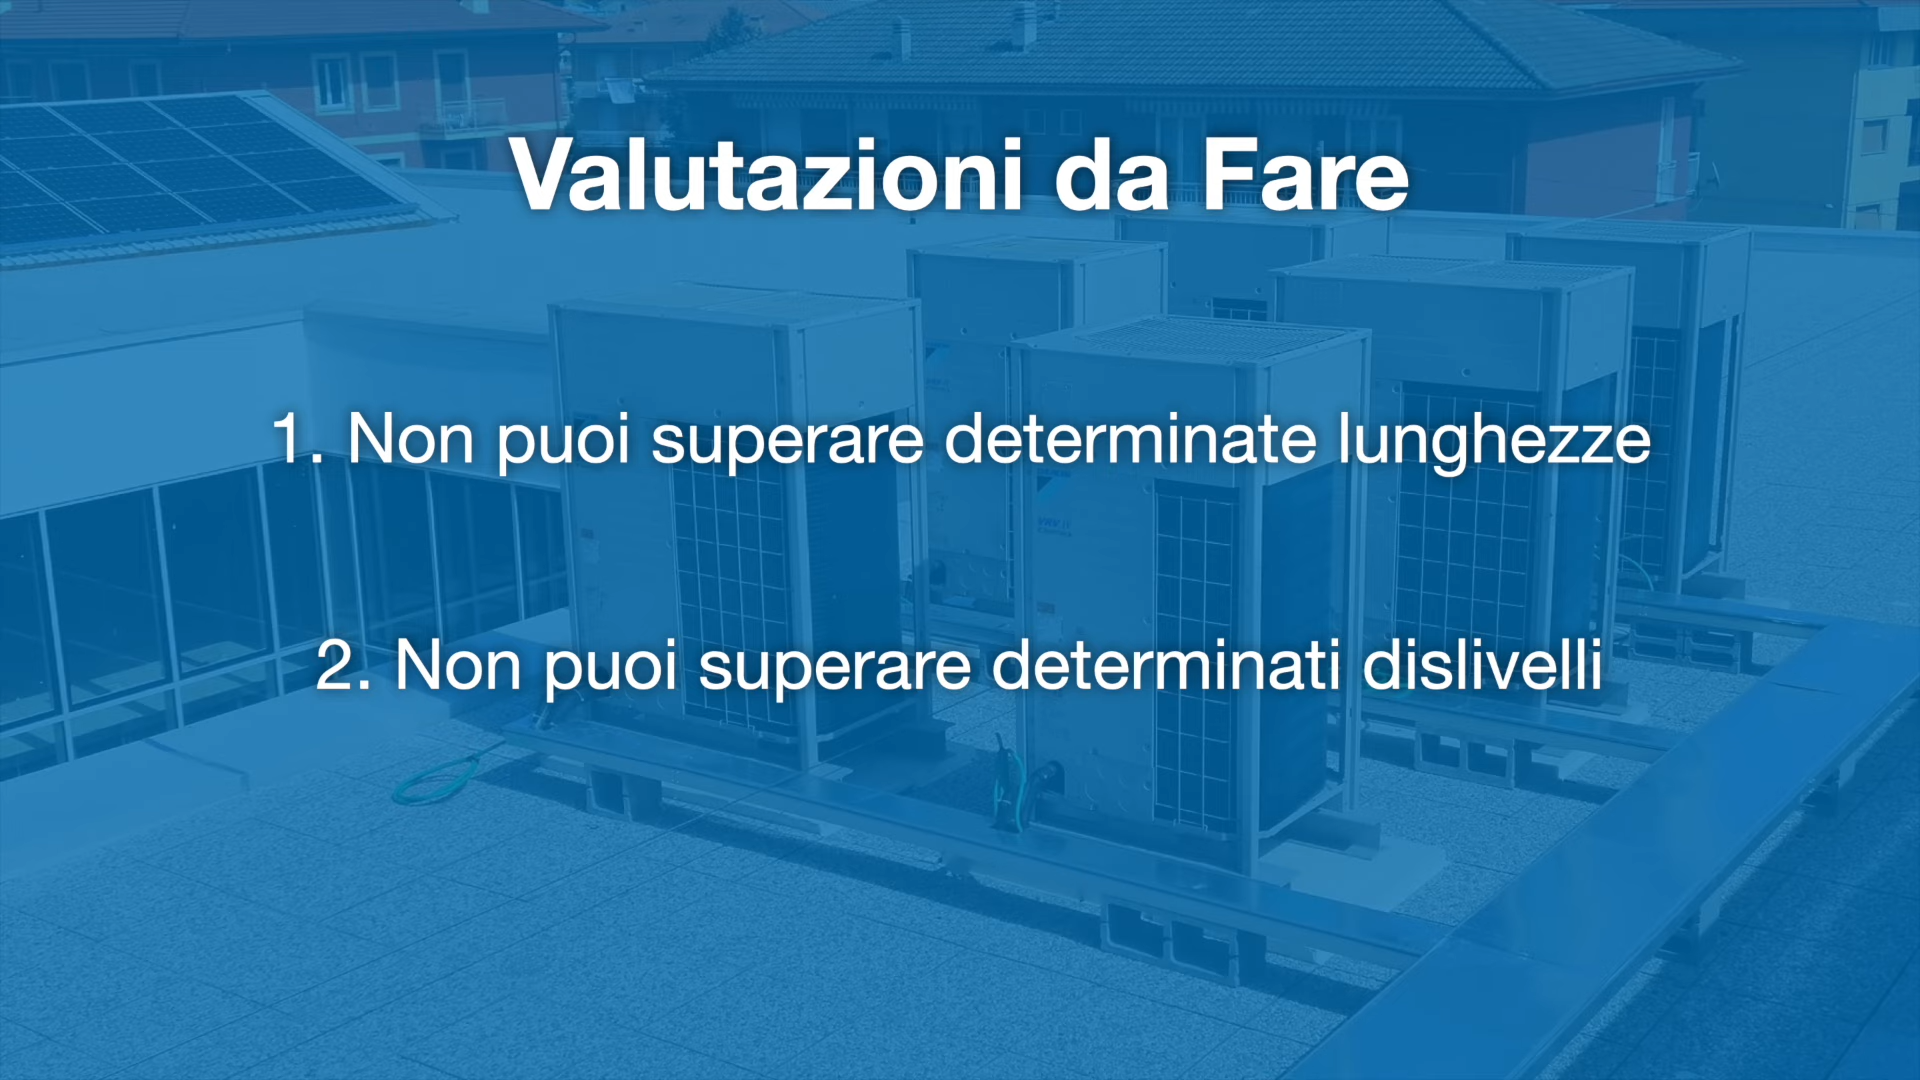 Valutazioni da Fare
1. Non puoi superare determinate lunghezze
2. Non puoi superare determinati dislivelli